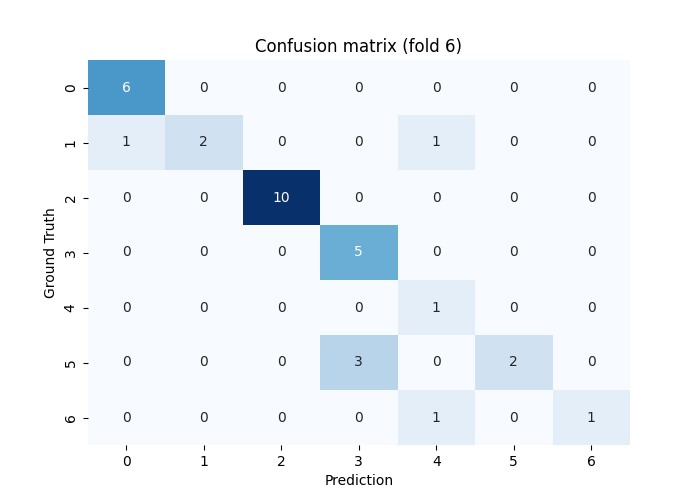 Confusion matrix (fold 6)
Ground Truth
0 6 0 0 0 0 0 0
1 1 2 0 0 1 0 0
2 0 0 10 0 0 0 0
3 0 0 0 5 0 0 0
4 0 0 0 0 1 0 0
5 0 0 0 3 0 2 0
6 0 0 0 0 1 0 1
0 1 2 3 4 5 6
Prediction